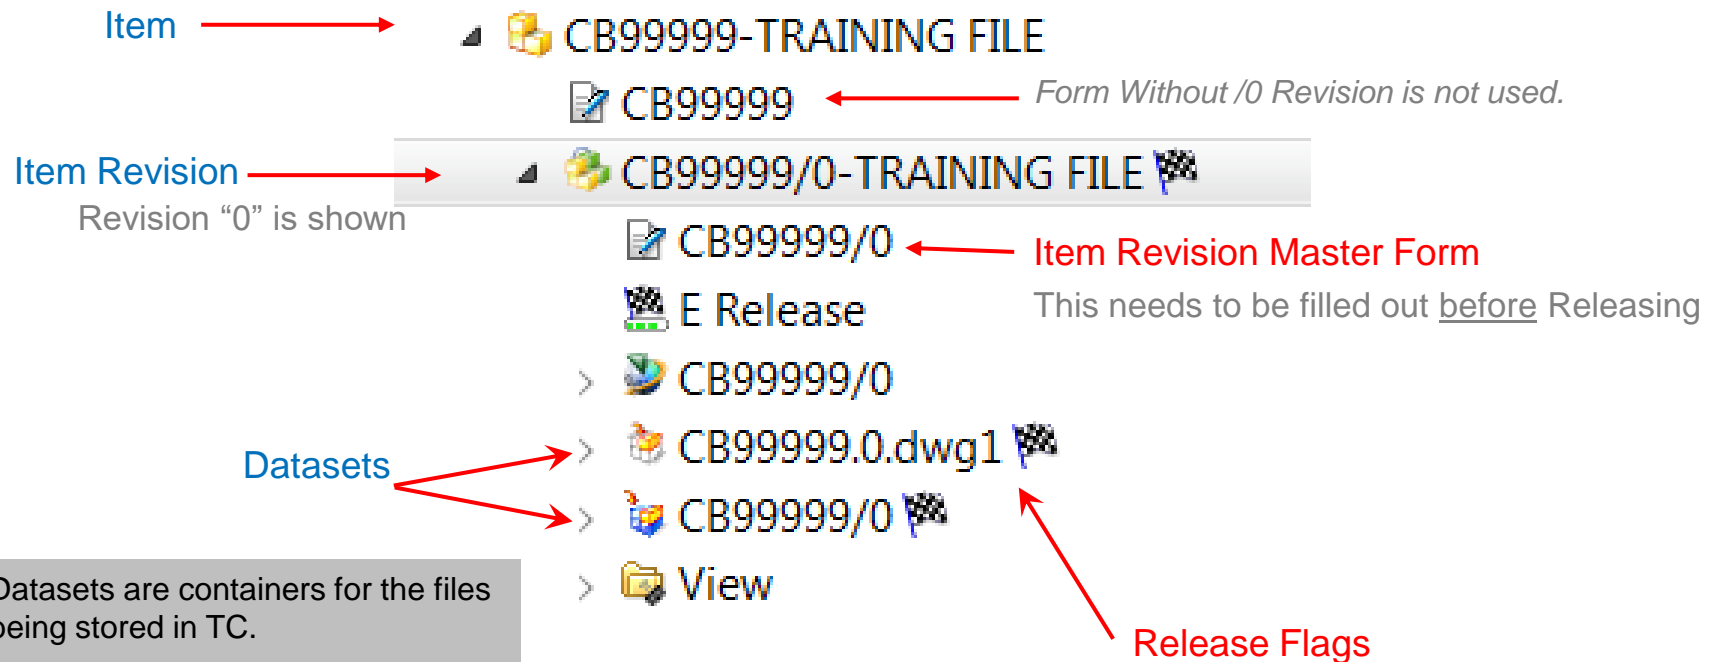 Item
CB99999-TRAINING FILE
CB99999
Form Without /0 Revision is not used.
Item Revision
CB99999/0-TRAINING FILE
Revision “0” is shown
CB99999/0
Item Revision Master Form
E Release
This needs to be filled out before Releasing
CB99999/0
Datasets
CB99999.0.dwg1
CB99999/0
Datasets are containers for the files
being stored in TC.
View
Release Flags